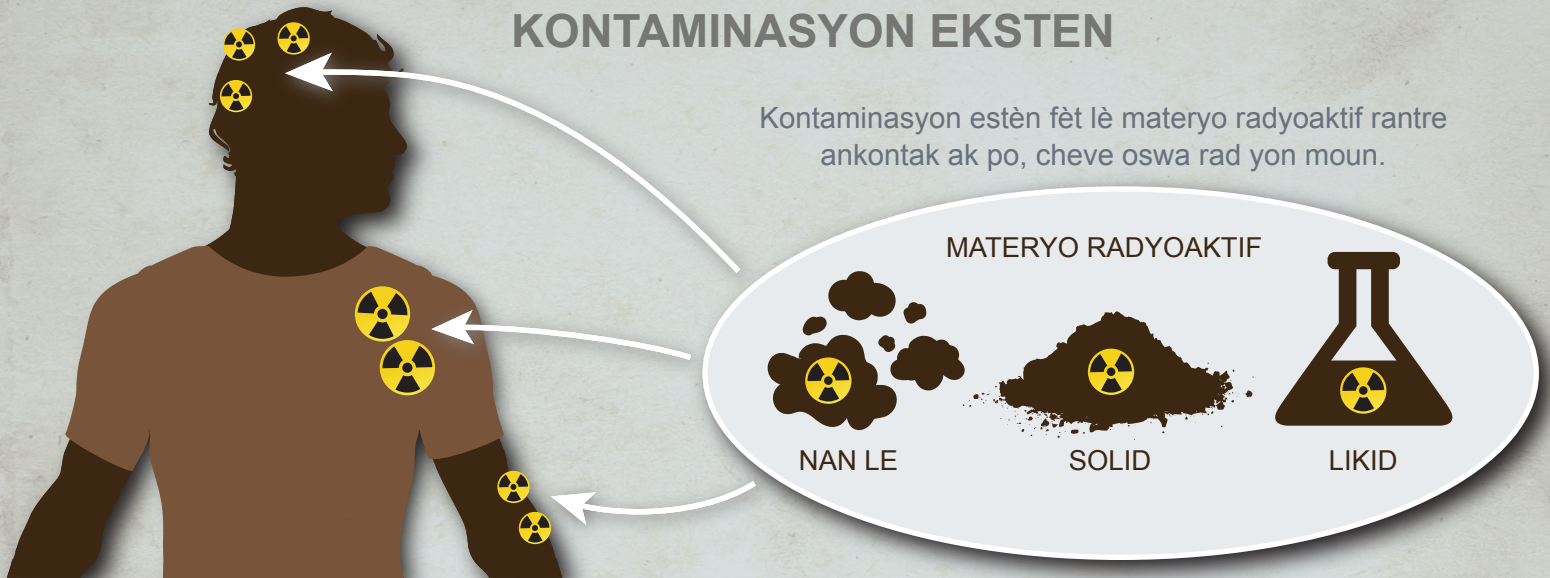 KONTAMINASYON EKSTEN
Kontaminasyon estèn fèt lè materyo radyoaktif rantre
ankontak ak po, cheve oswa rad yon moun.
MATERYO RADYOAKTIF
NAN LE
SOLID
LIKID